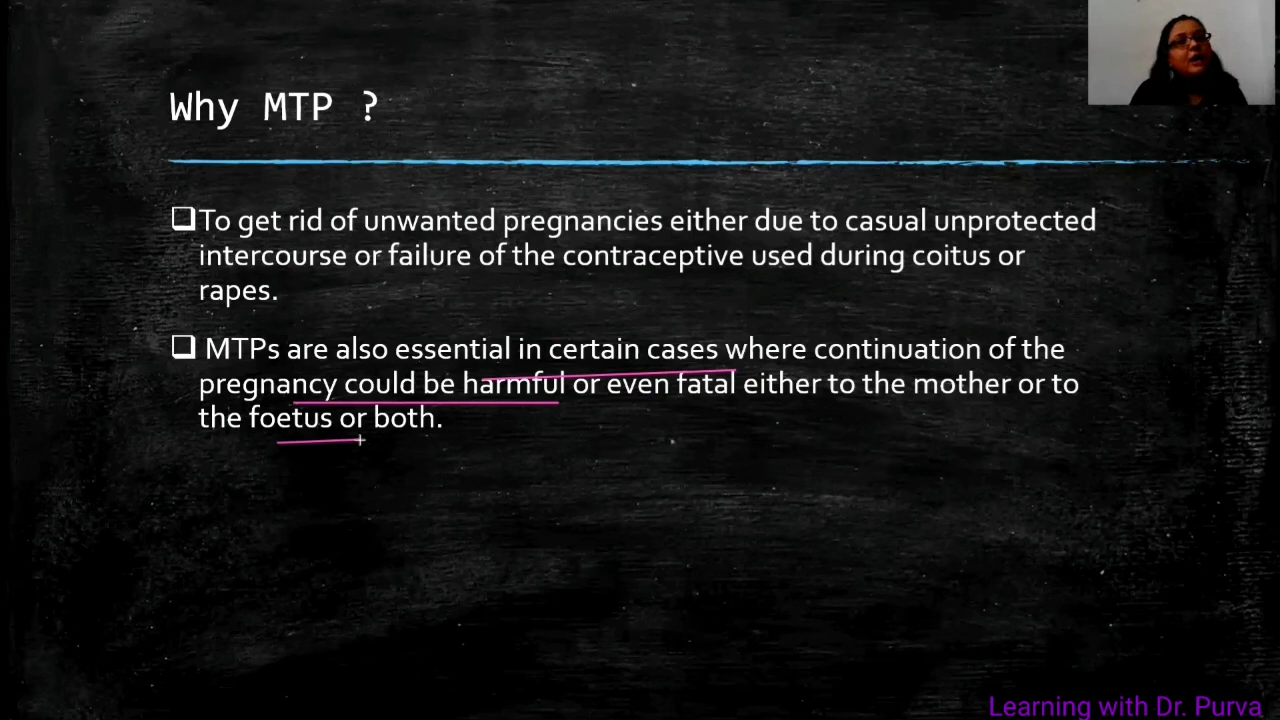 Why MTP ?
❑To get rid of unwanted pregnancies either due to casual unprotected
intercourse or failure of the contraceptive used during coitus or
rapes.
❑ MTPs are also essential in certain cases where continuation of the
pregnancy could be harmful or even fatal either to the mother or to
the foetus or both.
Learning with Dr. Purva